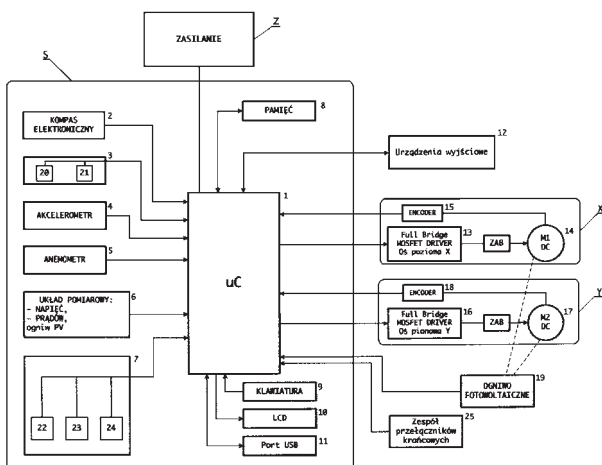 ZASILANIE
Z
S
KOMPAS
ELEKTRONICZNY
2
PAMIĘĆ
8
3
20
21
Urządzenia wyjściowe
12
AKCELEROMETR
4
1
uC
ENCODER
15
X
Full Bridge
MOSFET DRIVER
Oś pozioma X
13
ZAB
M1
DC
14
ANEMOMETR
5
UKŁAD POMIAROWY:
- NAPIĘĆ,
- PRĄDÓW,
ogniw PV
6
ENCODER
18
Y
Full Bridge
MOSFET DRIVER
Oś pionowa Y
16
ZAB
M2
DC
17
7
22
23
24
KLAWIATURA
9
LCD
10
Port USB
11
OGNIWO
FOTOWOLTAICZNE
19
Zespół
przełączników
krańcowych
25